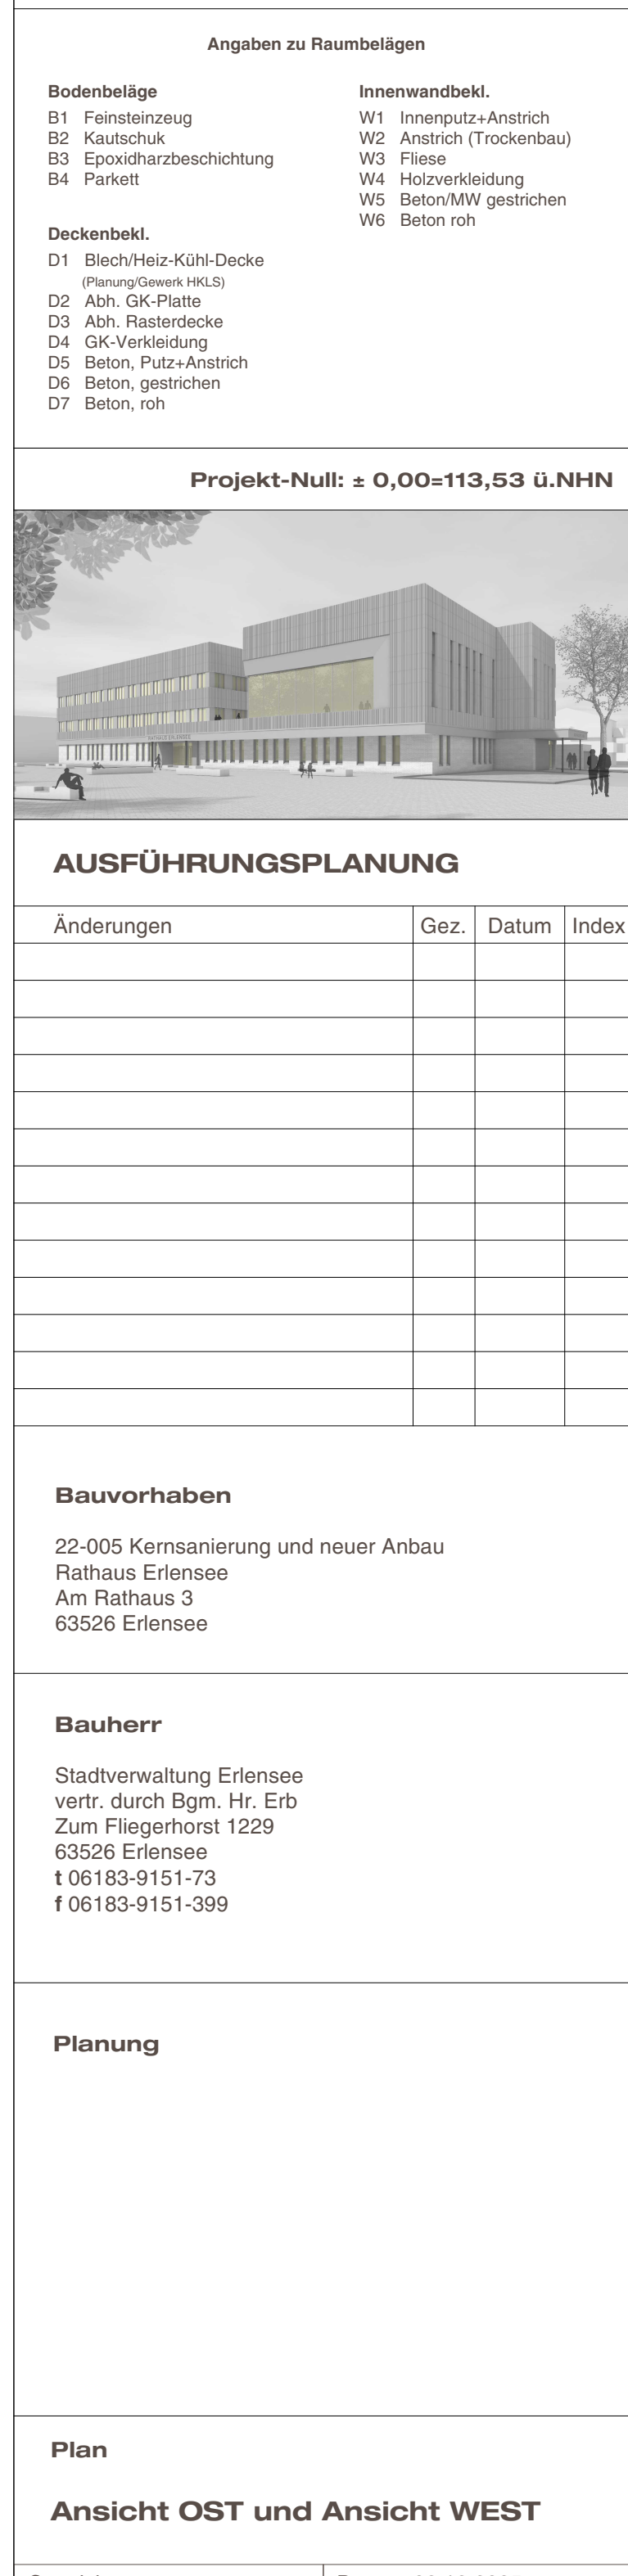 Angaben zu Raumbelägen
Bodenbeläge
B1 Feinsteinzeug
B2 Kautschuk
B3 Epoxidharzbeschichtung
B4 Parkett
Deckenbekl.
D1 Blech/Heiz-Kühl-Decke
(Planung/Gewerk HKLS)
D2 Abh. GK-Platte
D3 Abh. Rasterdecke
D4 GK-Verkleidung
D5 Beton, Putz+Anstrich
D6 Beton, gestrichen
D7 Beton, roh
Innenwandbekl.
W1 Innenputz+Anstrich
W2 Anstrich (Trockenbau)
W3 Fliese
W4 Holzverkleidung
W5 Beton/MW gestrichen
W6 Beton roh
Projekt-Null: ± 0,00=113,53 ü.NHN
RATHAUS ERLENSEE
AUSFÜHRUNGSPLANUNG
Änderungen Gez. Datum Index
Bauvorhaben
22-005 Kernsanierung und neuer Anbau
Rathaus Erlensee
Am Rathaus 3
63526 Erlensee
Bauherr
Stadtverwaltung Erlensee
vertr. durch Bgm. Hr. Erb
Zum Fliegerhorst 1229
63526 Erlensee
t 06183-9151-73
f 06183-9151-399
Planung
Plan
Ansicht OST und Ansicht WEST